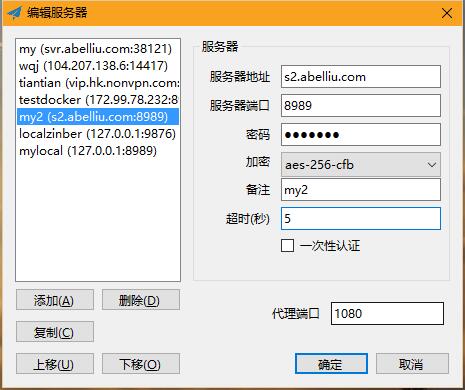 编辑服务器
my (svr.abelliu.com:38121)
wqj (104.207.138.6:14417)
tiantian (vip.hk.nonvpn.com:
testdocker (172.99.78.232:8
my2 (s2.abelliu.com:8989)
localzinber (127.0.0.1:9876)
mylocal (127.0.0.1:8989)
服务器
服务器地址 s2.abelliu.com
服务器端口 8989
密码 ●●●●●●●
加密 aes-256-cfb
备注 my2
超时(秒) 5
一次性认证
添加(A) 删除(D)
代理端口 1080
复制(C)
上移(U) 下移(O) 确定 取消